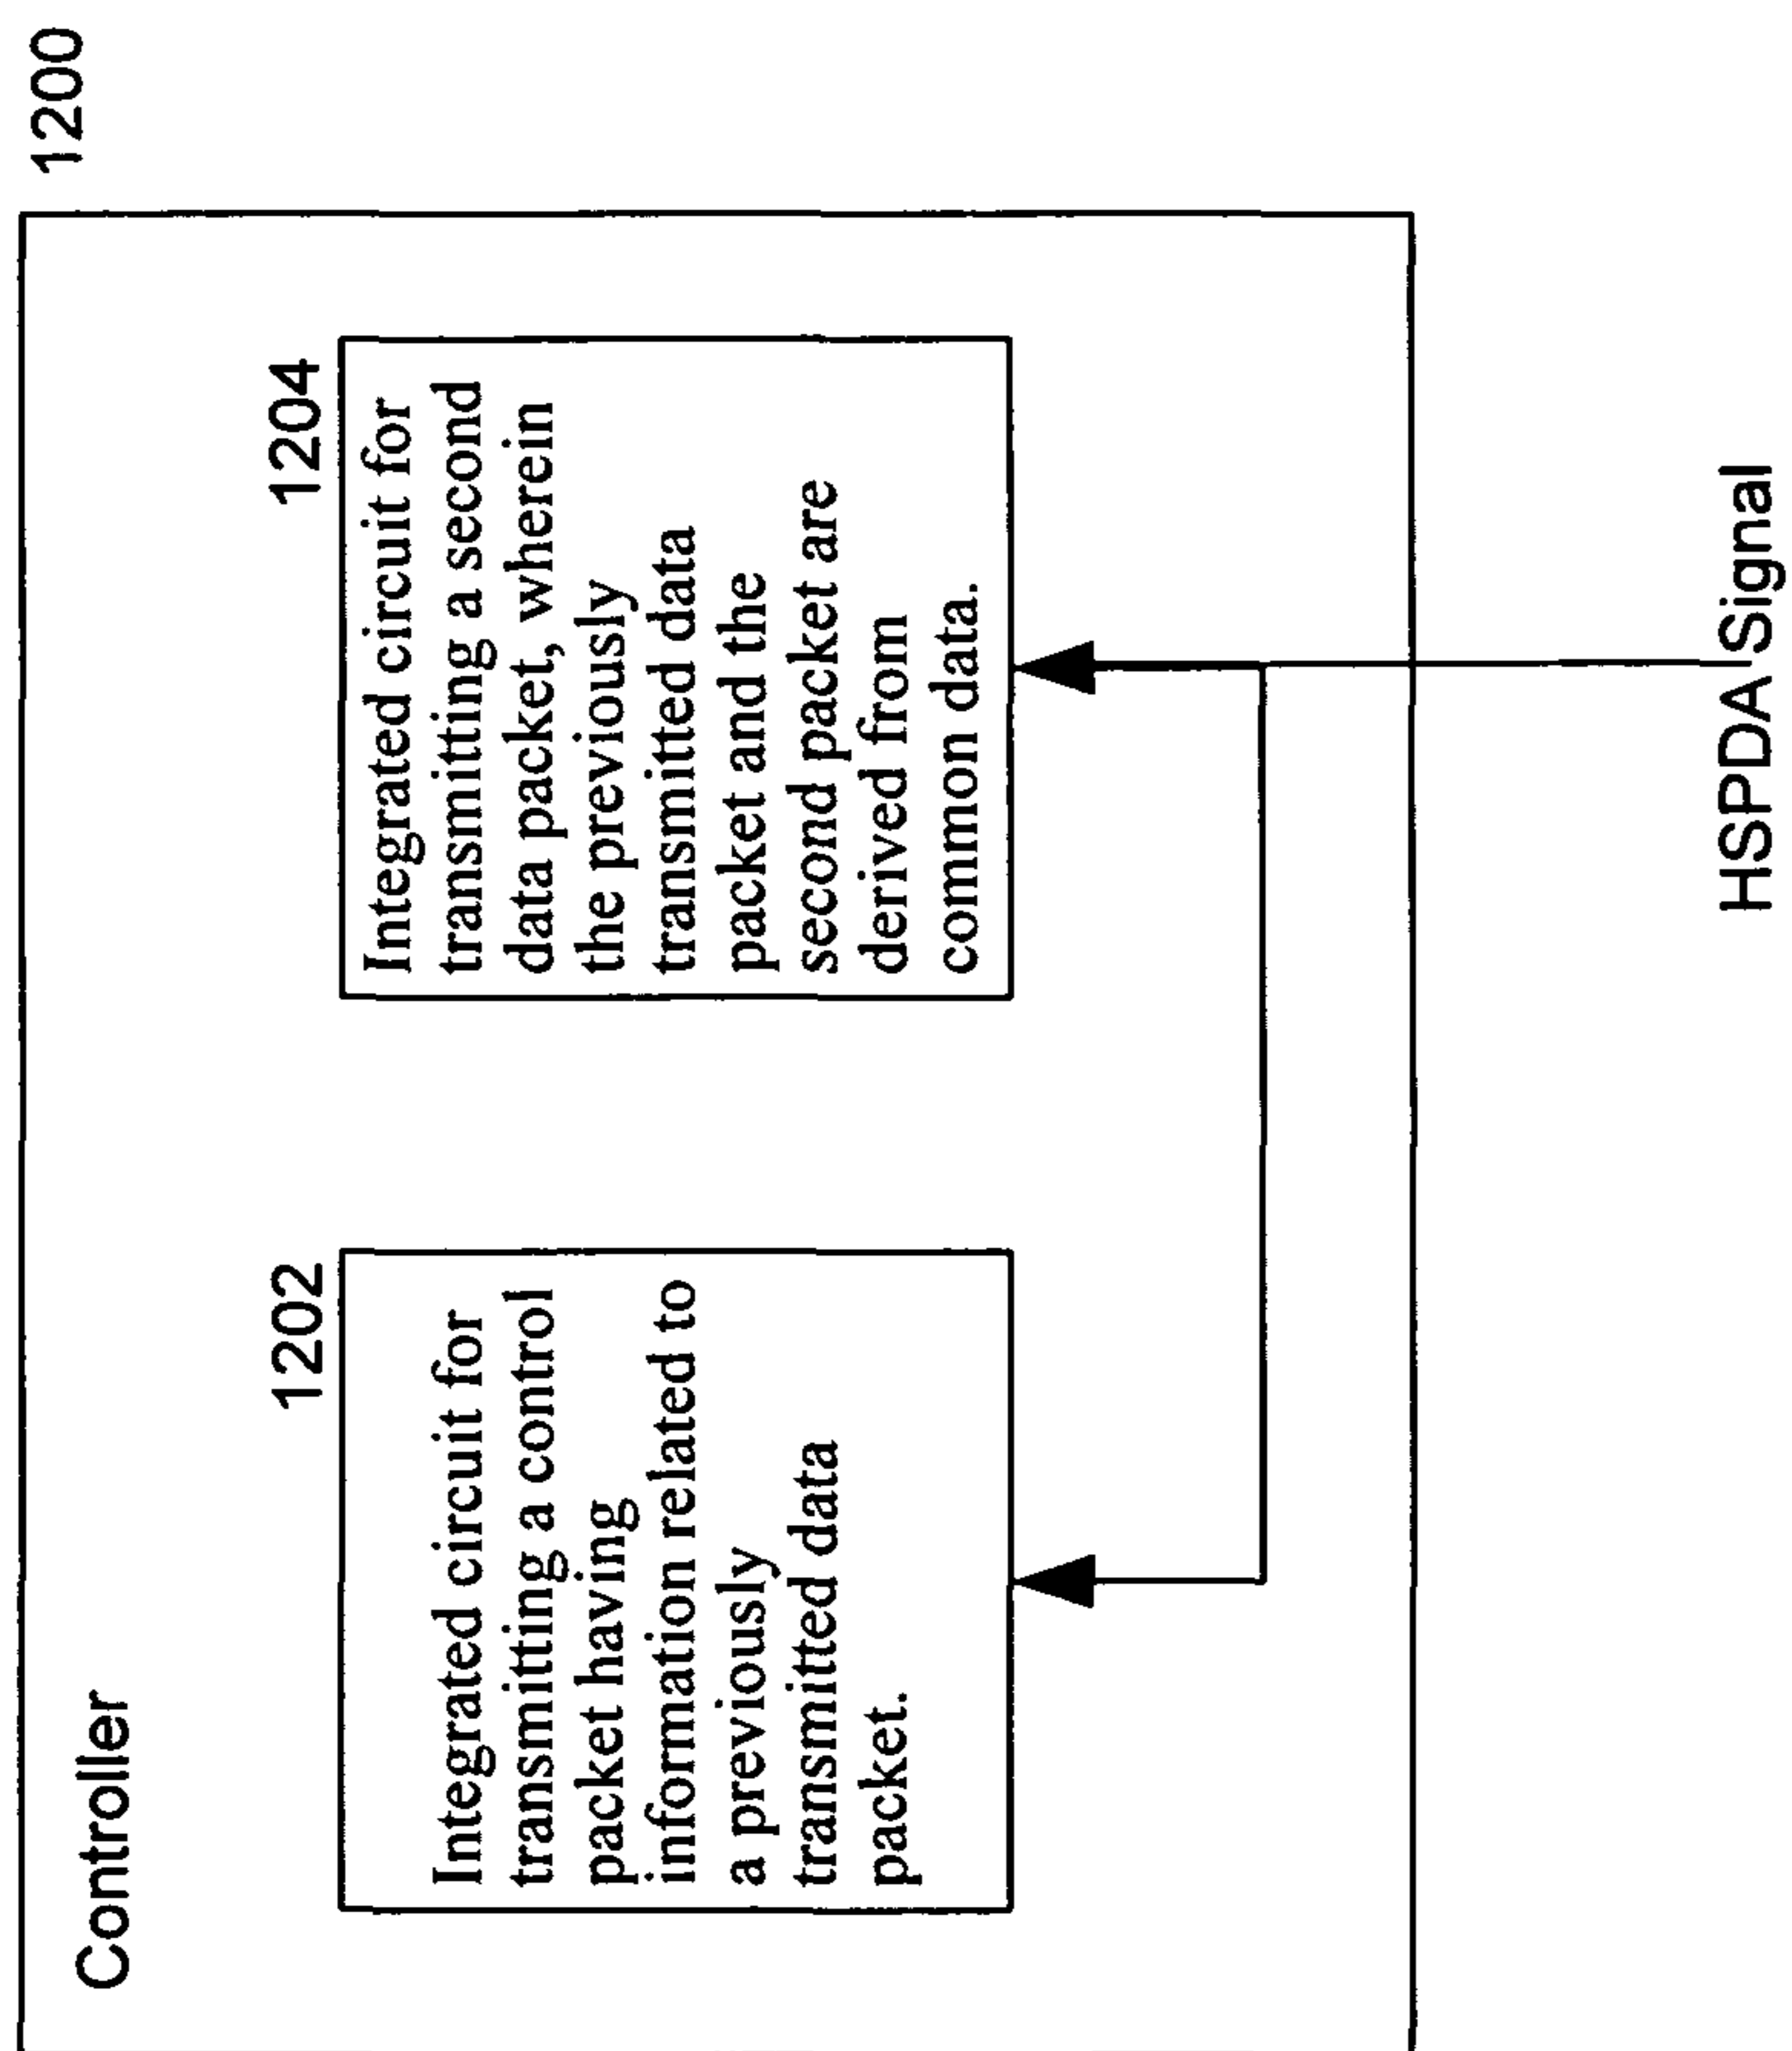 1200
Controller
1202
Integrated circuit for
transmitting a control
packet having
information related to
a previously
transmitted data
packet.
1204
Integrated circuit for
transmitting a second
data packet, wherein
the previously
transmitted data
packet and the
second packet are
derived from
common data.
HSPDA Signal